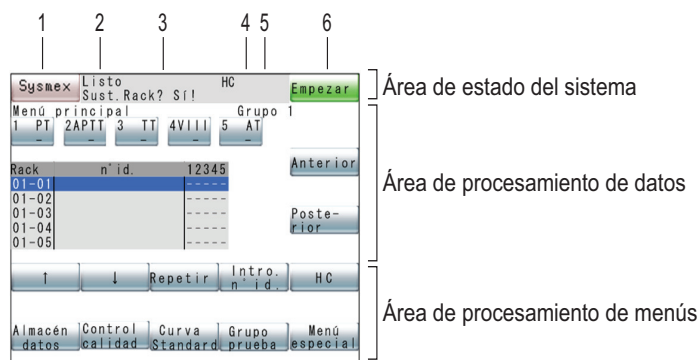 1 2 3 4 5 6
Sysmex Listo HC Empezar Área de estado del sistema
Sust.Rack? Sí!
Menú principal Grupo 1
1 PT 2APTT 3 TT 4VIII 5 AT
- - - - -
Anterior
Área de procesamiento de datos
Rack n°id. 12345
01-01 -----
01-02 -----
01-03 -----
01-04 -----
01-05 -----
Poste-
rior
↑ ↓ Repetir Intro. n°id. HC
Área de procesamiento de menús
Almacén datos Control calidad Curva Standard Grupo prueba Menú especial